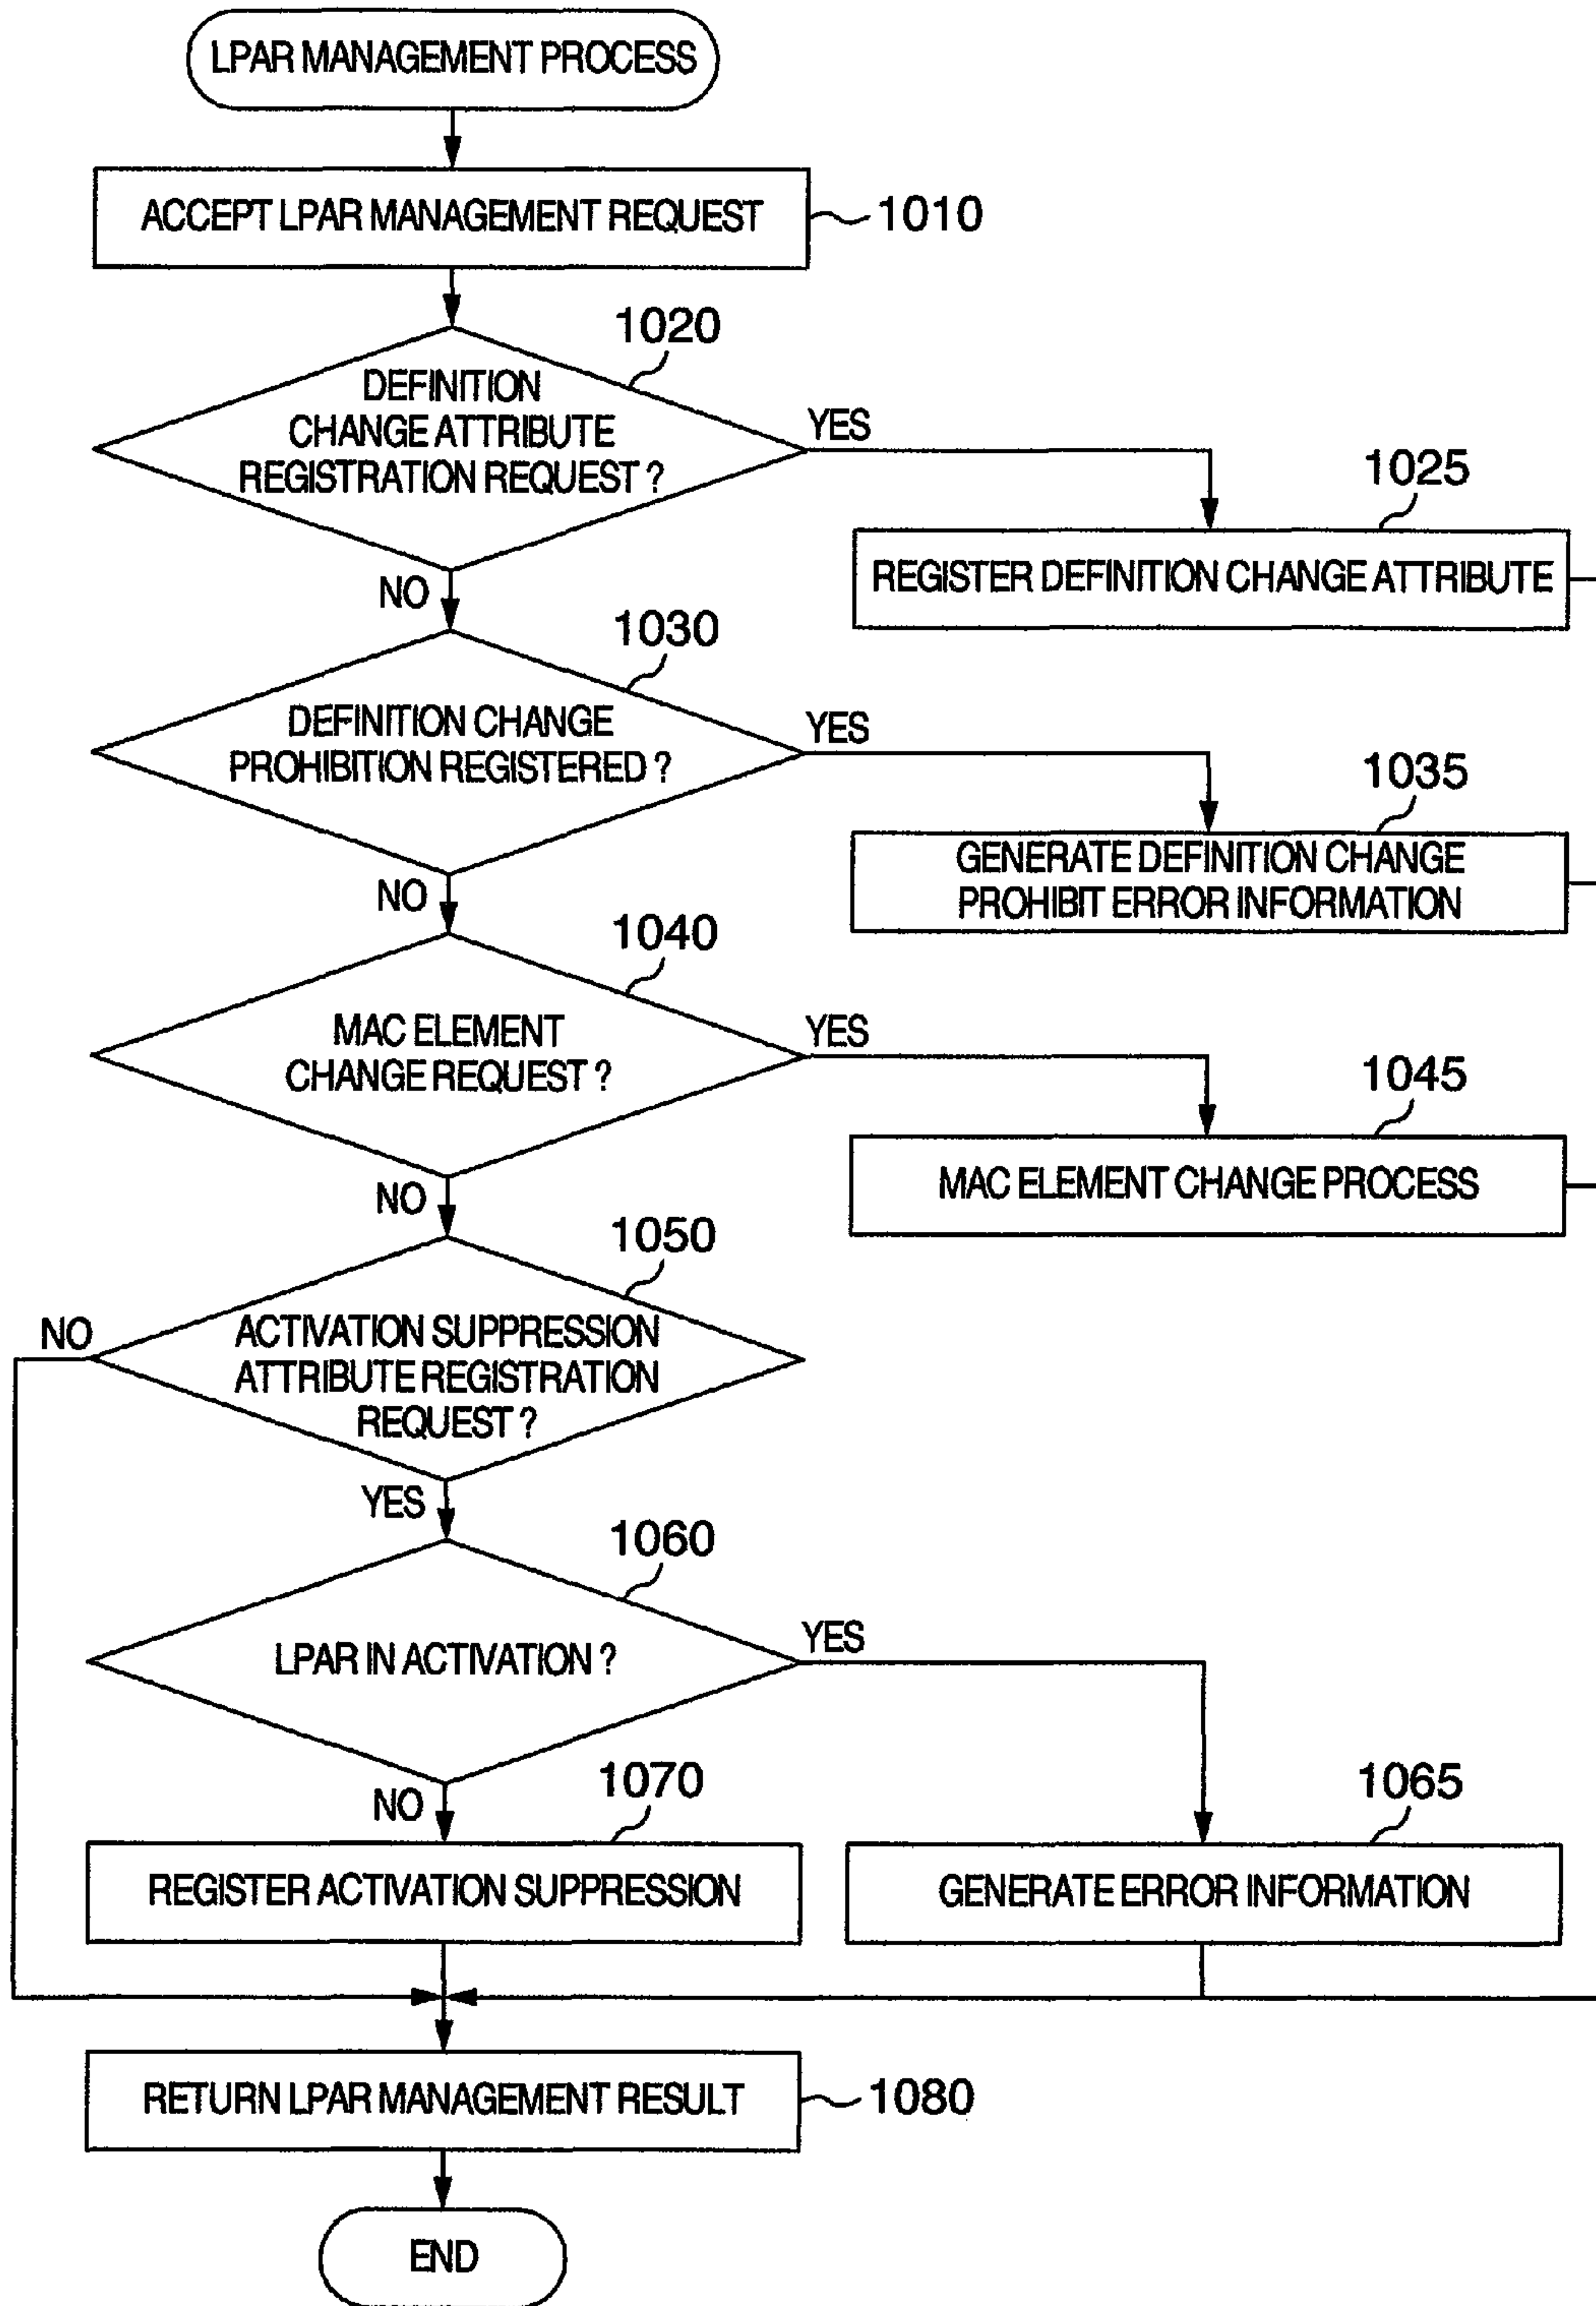 LPAR MANAGEMENT PROCESS
ACCEPT LPAR MANAGEMENT REQUEST
1010
1020
DEFINITION
CHANGE ATTRIBUTE
REGISTRATION REQUEST ?
YES
1025
REGISTER DEFINITION CHANGE ATTRIBUTE
NO
1030
DEFINITION CHANGE
PROHIBITION REGISTERED ?
YES
1035
GENERATE DEFINITION CHANGE
PROHIBIT ERROR INFORMATION
NO
1040
MAC ELEMENT
CHANGE REQUEST ?
YES
1045
MAC ELEMENT CHANGE PROCESS
NO
1050
NO
ACTIVATION SUPPRESSION
ATTRIBUTE REGISTRATION
REQUEST ?
YES
1060
LPAR IN ACTIVATION ?
YES
NO
1070
1065
REGISTER ACTIVATION SUPPRESSION
GENERATE ERROR INFORMATION
RETURN LPAR MANAGEMENT RESULT
1080
END